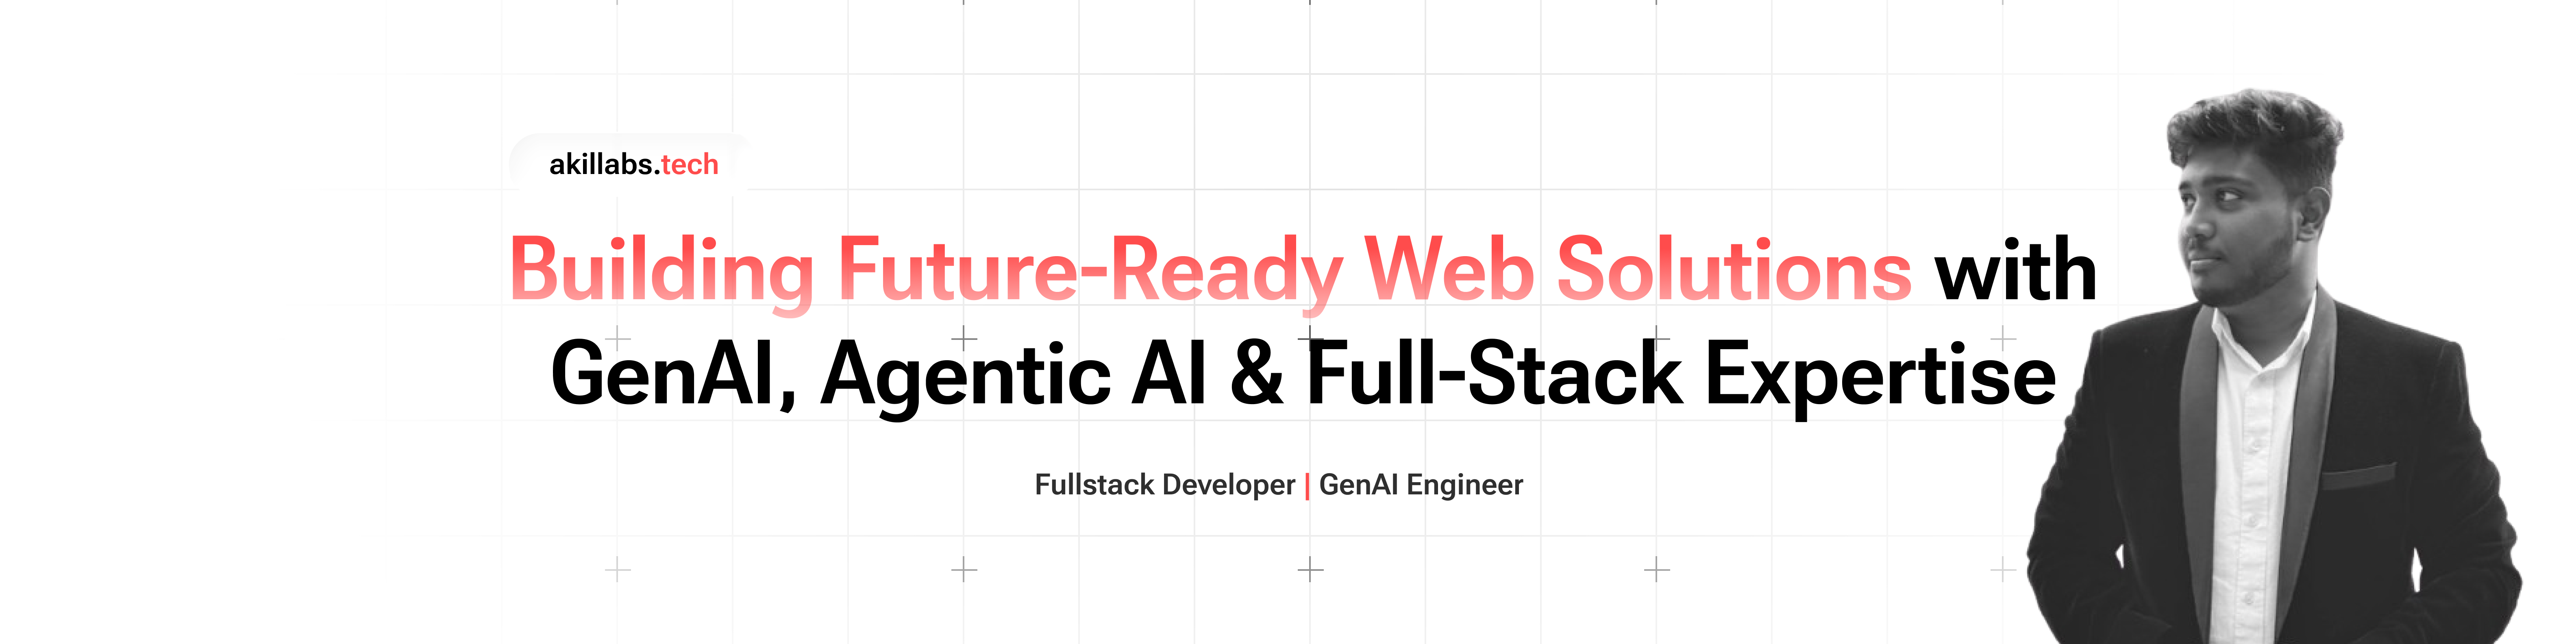 akillabs.tech
Building Future-Ready Web Solutions with
GenAI, Agentic AI & Full-Stack Expertise
Fullstack Developer | GenAI Engineer